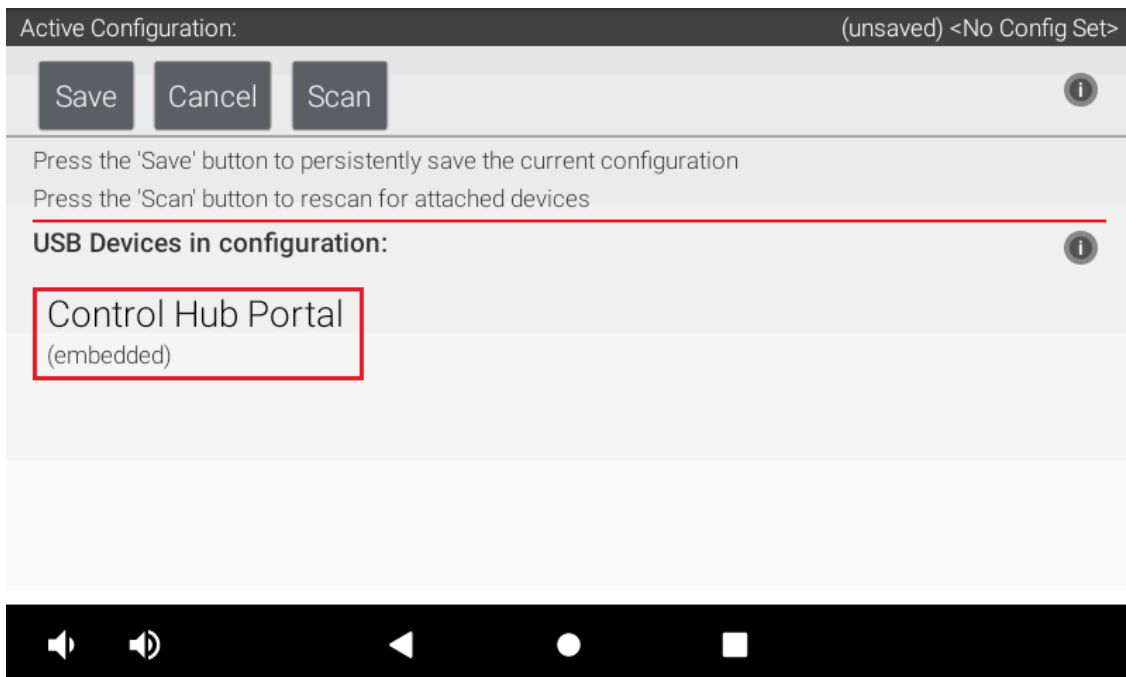 Active Configuration: (unsaved) <No Config Set>
Save Cancel Scan
Press the 'Save' button to persistently save the current configuration
Press the 'Scan' button to rescan for attached devices
USB Devices in configuration:
Control Hub Portal
(embedded)